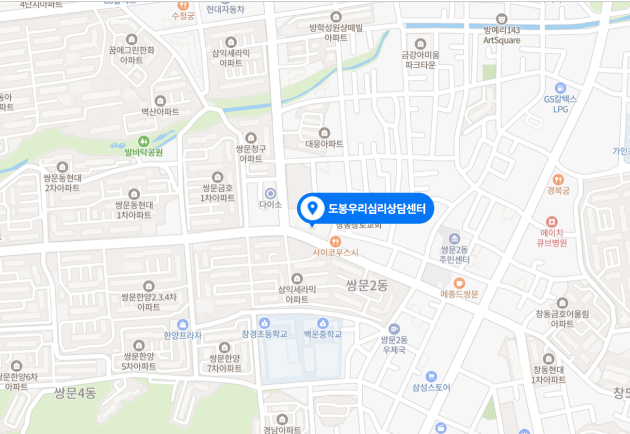 수정궁
현대자동차
4단지아파트
방학성원상떼빌
아파트
방예리143
ArtSquare
꿈에그린한화
아파트
삼익세라믹
아파트
금강아미움
파크타운
벽산아파트
GS칼텍스
LPG
쌍문청구
아파트
대웅아파트
발바닥공원
쌍문동현대
2차아파트
쌍문금호
1차아파트
경복궁
쌍문동현대
1차아파트
다이소
도봉우리심리상담센터
에이치
큐브병원
사이코우스시
쌍문2동
주민센터
쌍문한양2,3,4차
아파트
삼익세라믹
아파트
쌍문2동
메종드쌍문
장동금호어울림
아파트
한양프라자
창경초등학교
백운중학교
쌍문2동
우체국
쌍문한양
5차아파트
쌍문한양
7차아파트
창동현대
1차아파트
쌍문한양6차
아파트
쌍문4동
삼성스토어
창5
경남아파트